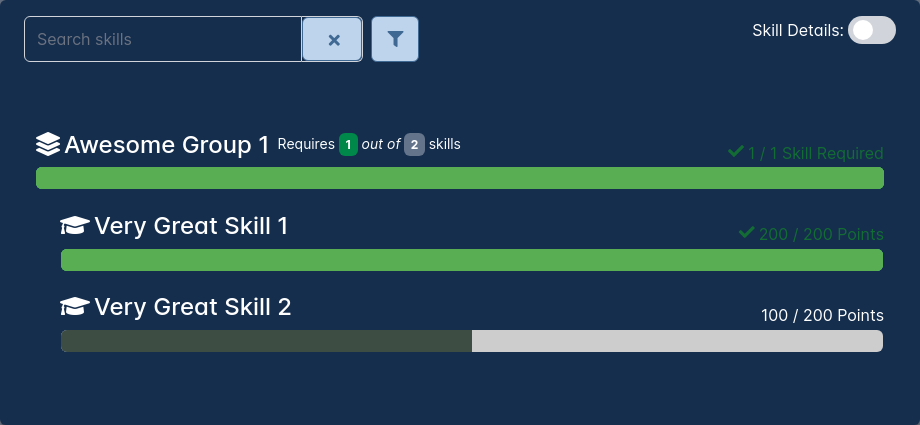 Search skills
Skill Details:
Awesome Group 1 Requires 1 out of 2 skills
1 / 1 Skill Required
Very Great Skill 1
200 / 200 Points
Very Great Skill 2
100 / 200 Points